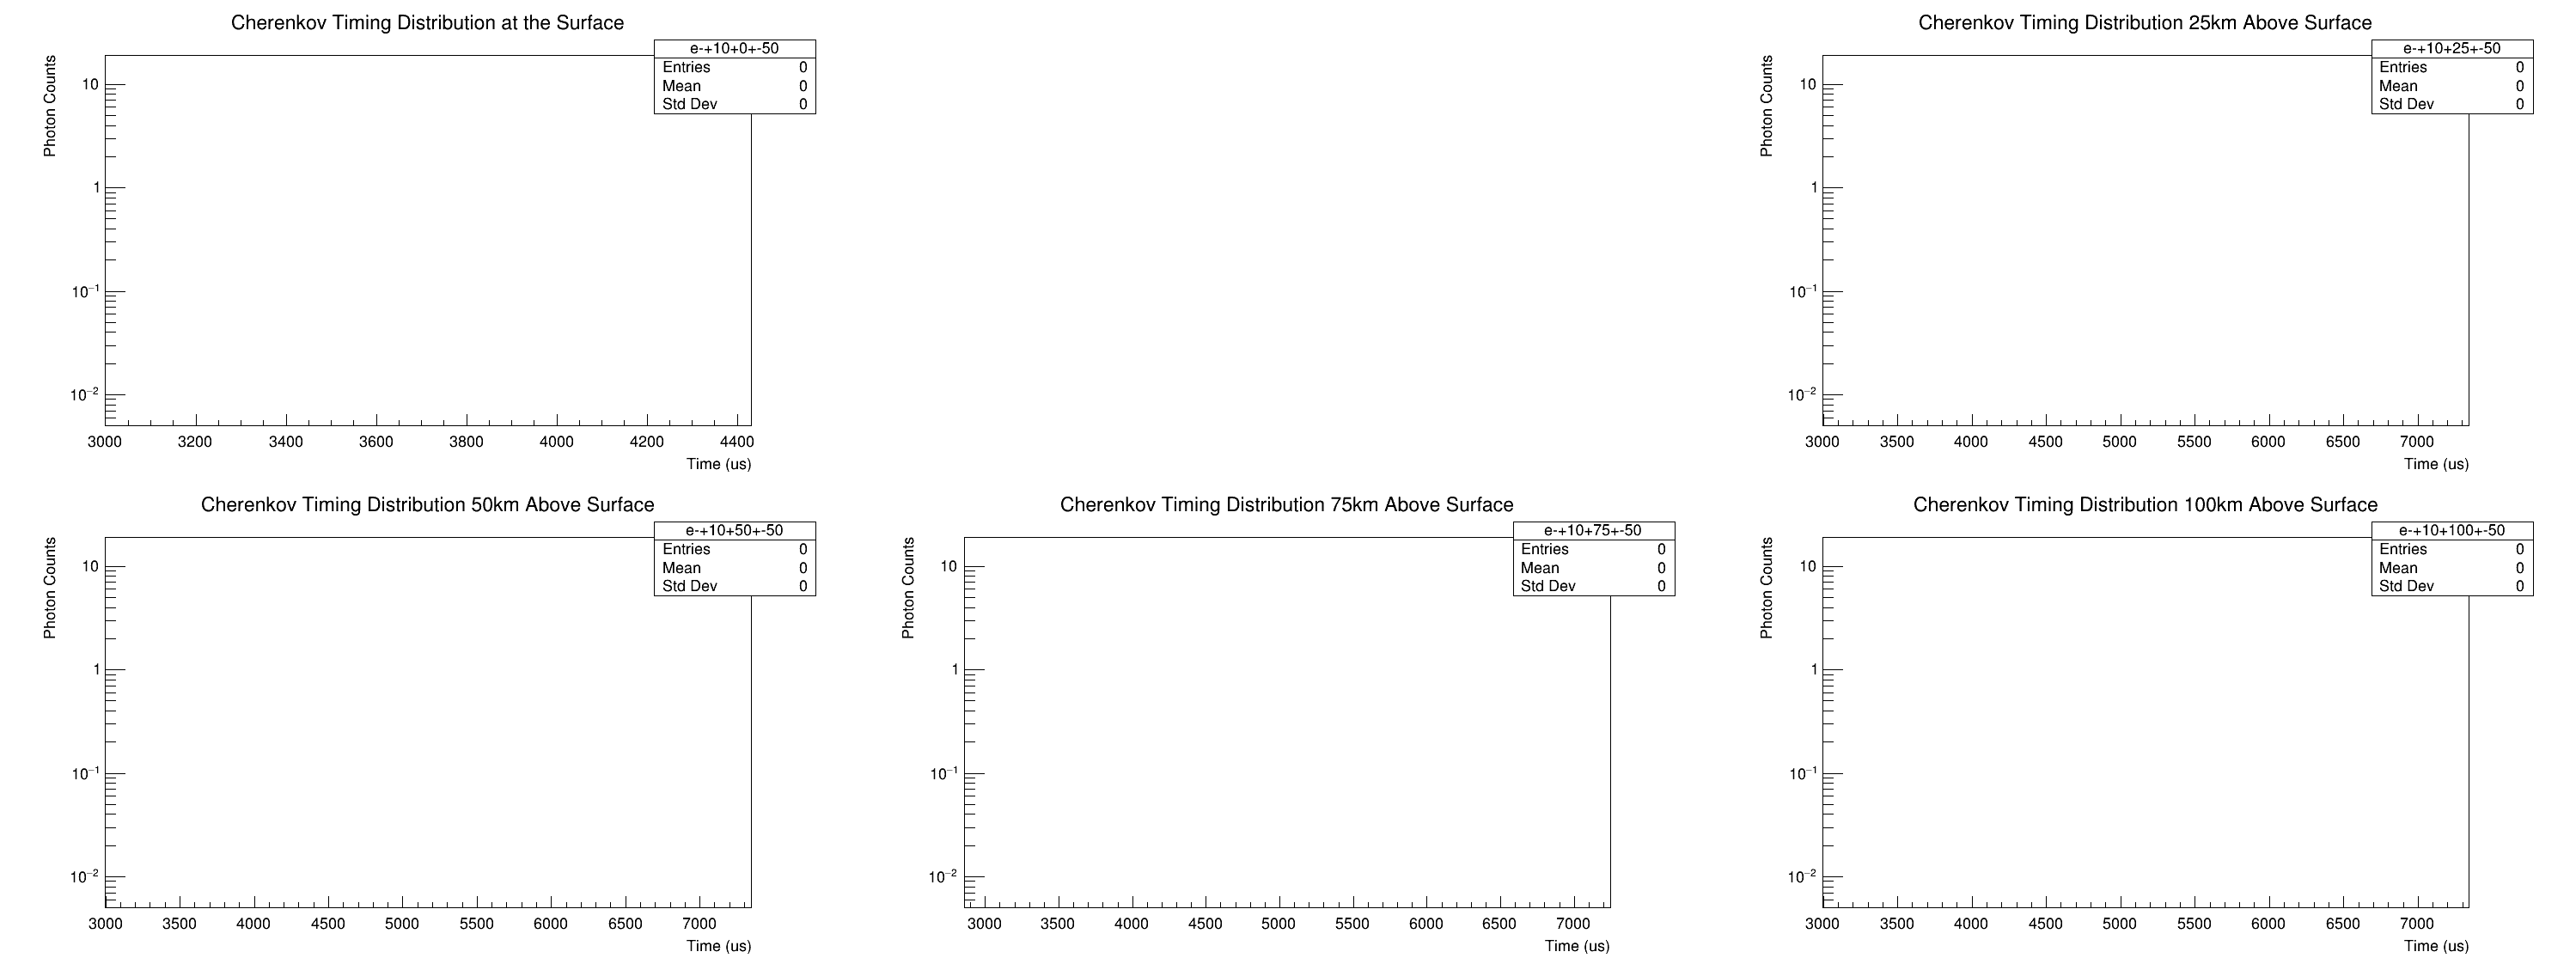 Cherenkov Timing Distribution at the Surface
e-+10+0+-50
Entries 0
Mean 0
Std Dev 0
Photon Counts
10
1
10⁻¹
10⁻²
3000 3200 3400 3600 3800 4000 4200 4400
Time (us)
Cherenkov Timing Distribution 25km Above Surface
e-+10+25+-50
Entries 0
Mean 0
Std Dev 0
Photon Counts
10
1
10⁻¹
10⁻²
3000 3500 4000 4500 5000 5500 6000 6500 7000
Time (us)
Cherenkov Timing Distribution 50km Above Surface
e-+10+50+-50
Entries 0
Mean 0
Std Dev 0
Photon Counts
10
1
10⁻¹
10⁻²
3000 3500 4000 4500 5000 5500 6000 6500 7000
Time (us)
Cherenkov Timing Distribution 75km Above Surface
e-+10+75+-50
Entries 0
Mean 0
Std Dev 0
Photon Counts
10
1
10⁻¹
10⁻²
3000 3500 4000 4500 5000 5500 6000 6500 7000
Time (us)
Cherenkov Timing Distribution 100km Above Surface
e-+10+100+-50
Entries 0
Mean 0
Std Dev 0
Photon Counts
10
1
10⁻¹
10⁻²
3000 3500 4000 4500 5000 5500 6000 6500 7000
Time (us)